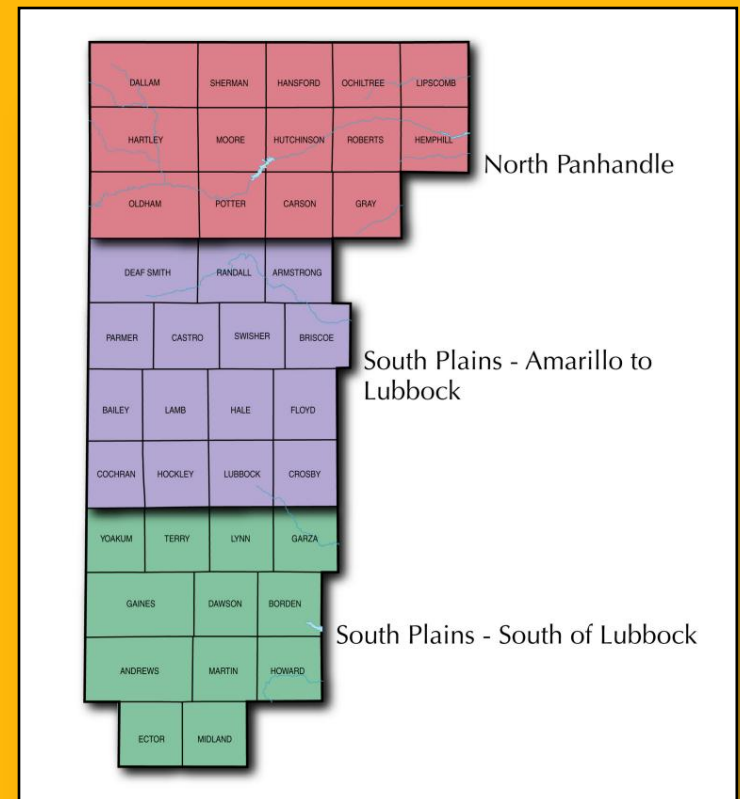 DALLAM SHERMAN HANSFORD OCHILTREE LIPSCOMB
HARTLEY MOORE HUTCHINSON ROBERTS HEMPHILL
North Panhandle
OLDHAM POTTER CARSON GRAY
DEAF SMITH RANDALL ARMSTRONG
PARMER CASTRO SWISHER BRISCOE
South Plains - Amarillo to
Lubbock
BAILEY LAMB HALE FLOYD
COCHRAN HOCKLEY LUBBOCK CROSBY
YOAKUM TERRY LYNN GARZA
GAINES DAWSON BORDEN
South Plains - South of Lubbock
ANDREWS MARTIN HOWARD
ECTOR MIDLAND